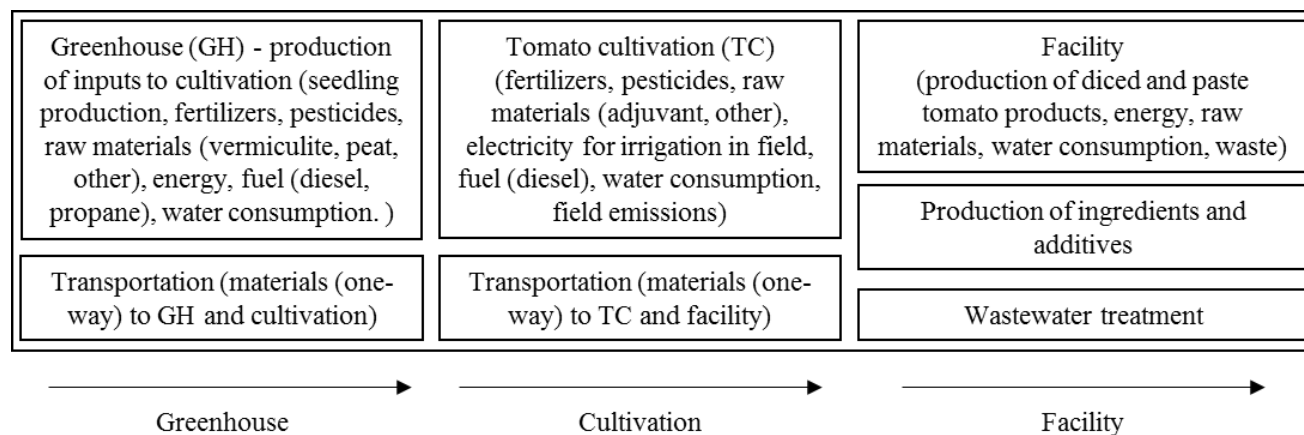 Greenhouse (GH) - production
of inputs to cultivation (seedling
production, fertilizers, pesticides,
raw materials (vermiculite, peat,
other), energy, fuel (diesel,
propane), water consumption. )
Transportation (materials (one-
way) to GH and cultivation)
Tomato cultivation (TC)
(fertilizers, pesticides, raw
materials (adjuvant, other),
electricity for irrigation in field,
fuel (diesel), water consumption,
field emissions)
Transportation (materials (one-
way) to TC and facility)
Facility
(production of diced and paste
tomato products, energy, raw
materials, water consumption, waste)
Production of ingredients and
additives
Wastewater treatment
Greenhouse
Cultivation
Facility